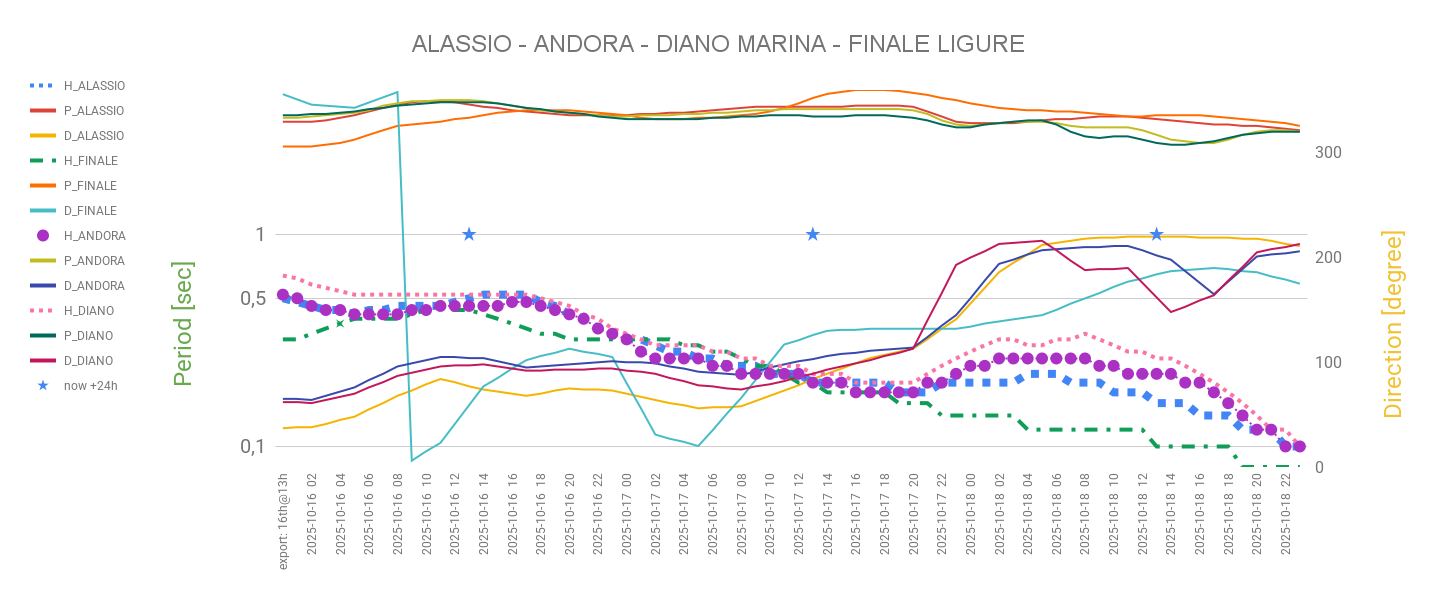 ALASSIO - ANDORA - DIANO MARINA - FINALE LIGURE
H_ALASSIO
P_ALASSIO
D_ALASSIO
H_FINALE
P_FINALE
D_FINALE
H_ANDORA
P_ANDORA
D_ANDORA
H_DIANO
P_DIANO
D_DIANO
now +24h
Period [sec]
1
0,5
0,1
300
200
100
0
Direction [degree]
export: 16th@13h
2025-10-16 02
2025-10-16 04
2025-10-16 06
2025-10-16 08
2025-10-16 10
2025-10-16 12
2025-10-16 14
2025-10-16 16
2025-10-16 18
2025-10-16 20
2025-10-16 22
2025-10-17 00
2025-10-17 02
2025-10-17 04
2025-10-17 06
2025-10-17 08
2025-10-17 10
2025-10-17 12
2025-10-17 14
2025-10-17 16
2025-10-17 18
2025-10-17 20
2025-10-17 22
2025-10-18 00
2025-10-18 02
2025-10-18 04
2025-10-18 06
2025-10-18 08
2025-10-18 10
2025-10-18 12
2025-10-18 14
2025-10-18 16
2025-10-18 18
2025-10-18 20
2025-10-18 22